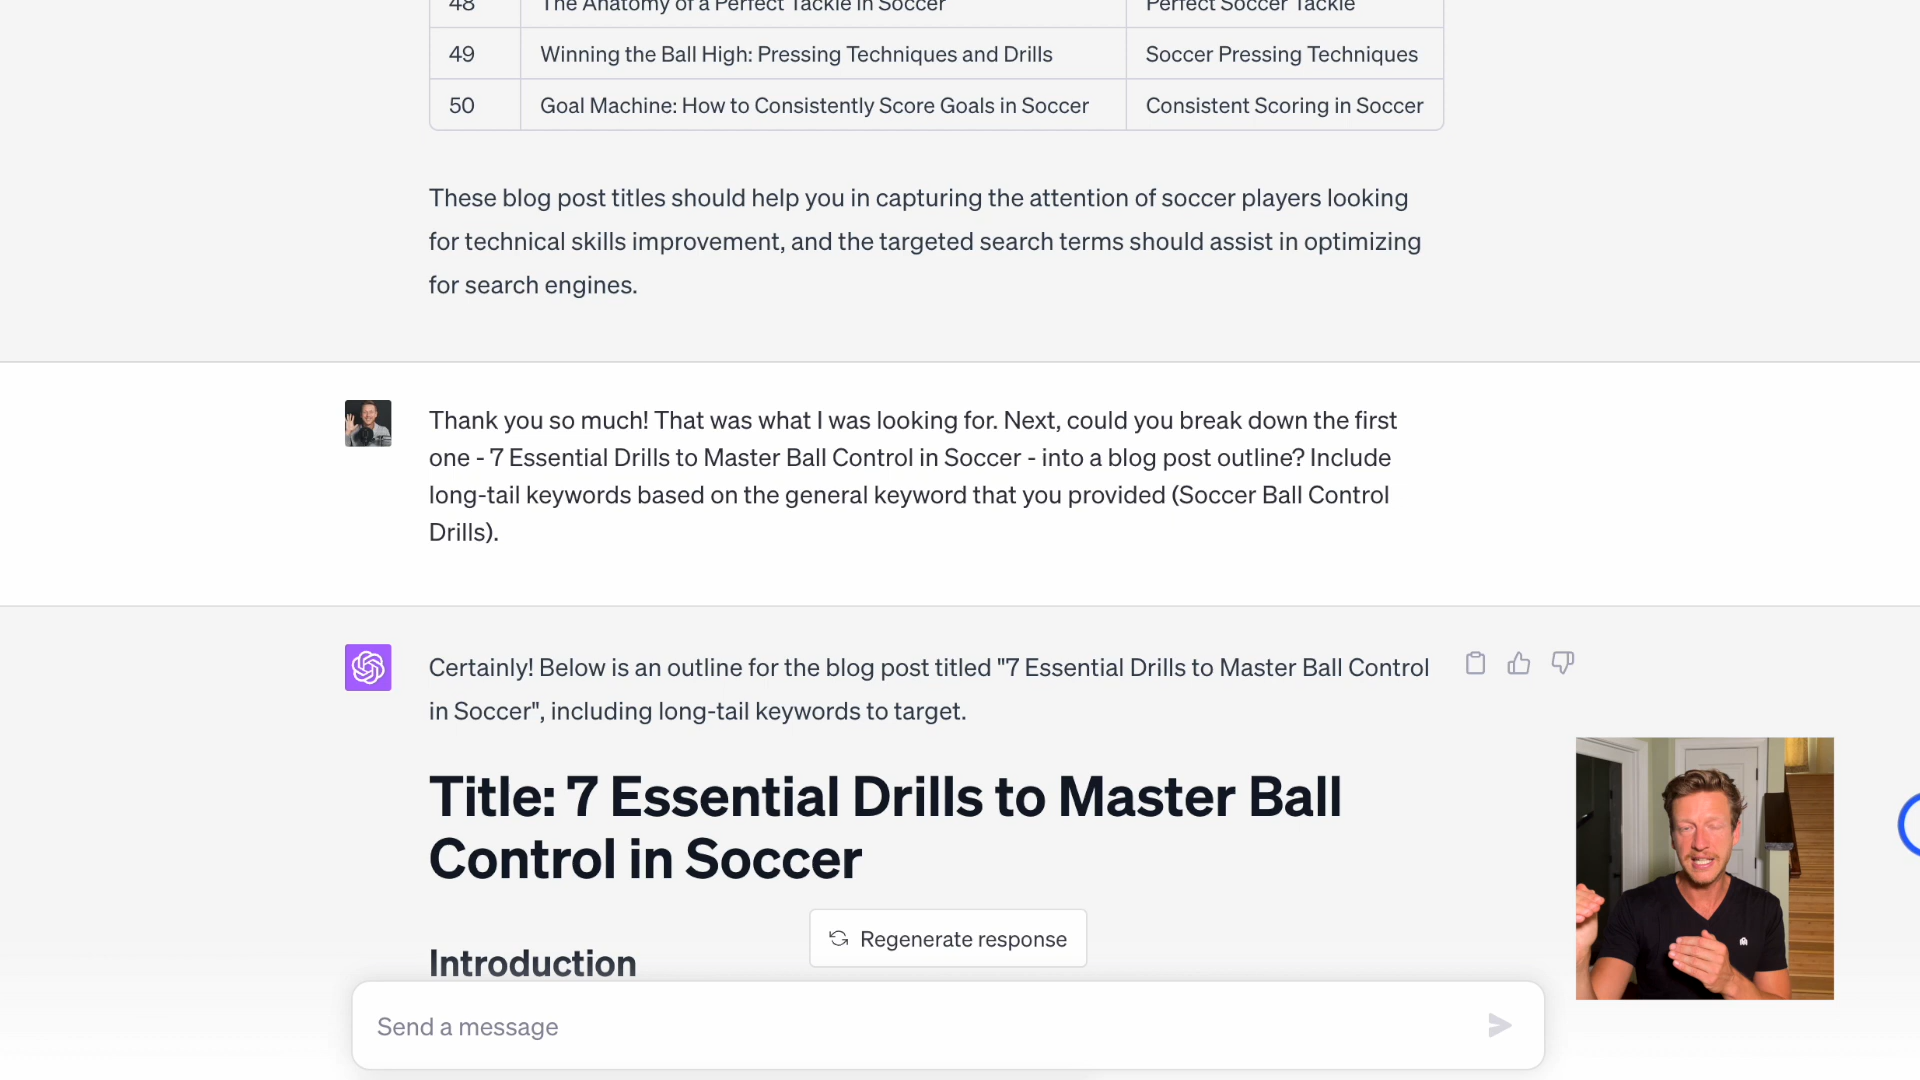 48 The Anatomy of a Perfect Tackle in Soccer Perfect Soccer Tackle
49 Winning the Ball High: Pressing Techniques and Drills Soccer Pressing Techniques
50 Goal Machine: How to Consistently Score Goals in Soccer Consistent Scoring in Soccer
These blog post titles should help you in capturing the attention of soccer players looking
for technical skills improvement, and the targeted search terms should assist in optimizing
for search engines.
Thank you so much! That was what I was looking for. Next, could you break down the first
one - 7 Essential Drills to Master Ball Control in Soccer - into a blog post outline? Include
long-tail keywords based on the general keyword that you provided (Soccer Ball Control
Drills).
Certainly! Below is an outline for the blog post titled "7 Essential Drills to Master Ball Control
in Soccer", including long-tail keywords to target.
Title: 7 Essential Drills to Master Ball
Control in Soccer
Regenerate response
Introduction
Send a message